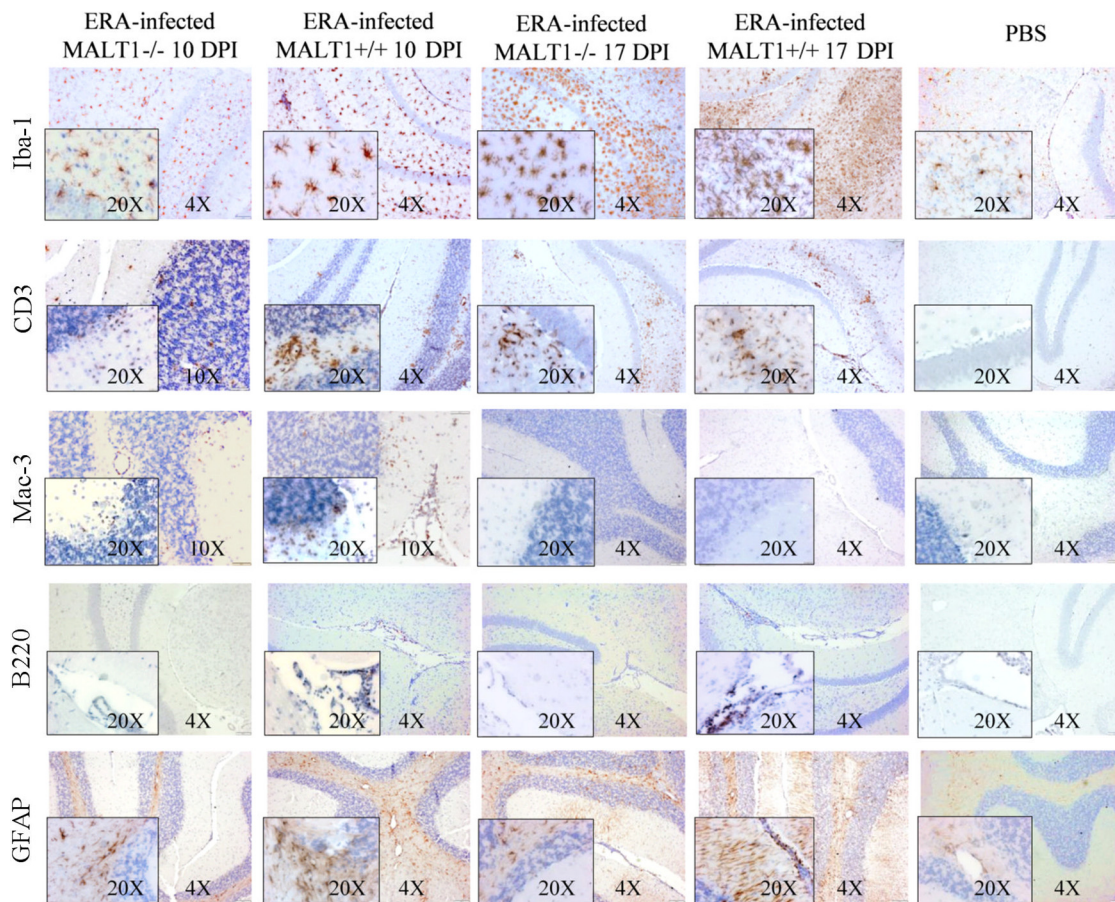 ERA-infected
MALT1-/- 10 DPI
ERA-infected
MALT1+/+ 10 DPI
ERA-infected
MALT1-/- 17 DPI
ERA-infected
MALT1+/+ 17 DPI
PBS
Iba-1
20X 4X 20X 4X 20X 4X 20X 4X 20X 4X
CD3
20X 10X 20X 4X 20X 4X 20X 4X 20X 4X
Mac-3
20X 10X 20X 10X 20X 4X 20X 4X 20X 4X
B220
20X 4X 20X 4X 20X 4X 20X 4X 20X 4X
GFAP
20X 4X 20X 4X 20X 4X 20X 4X 20X 4X